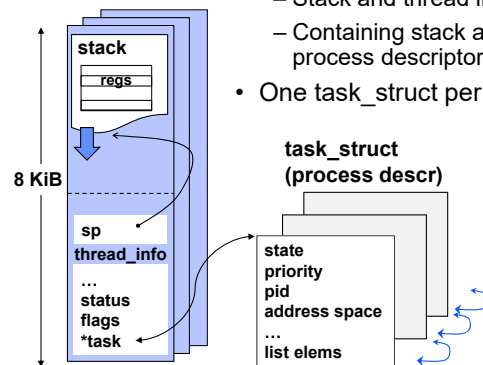 – Stack and thread i
– Containing stack a
process descriptor
• One task_struct per
stack
regs
8 KiB
sp
thread_info
…
status
flags
*task
task_struct
(process descr)
state
priority
pid
address space
…
list elems